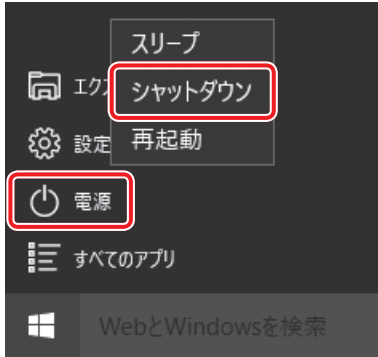 スリープ
シャットダウン
再起動
エク
設定
電源
すべてのアプリ
WebとWindowsを検索